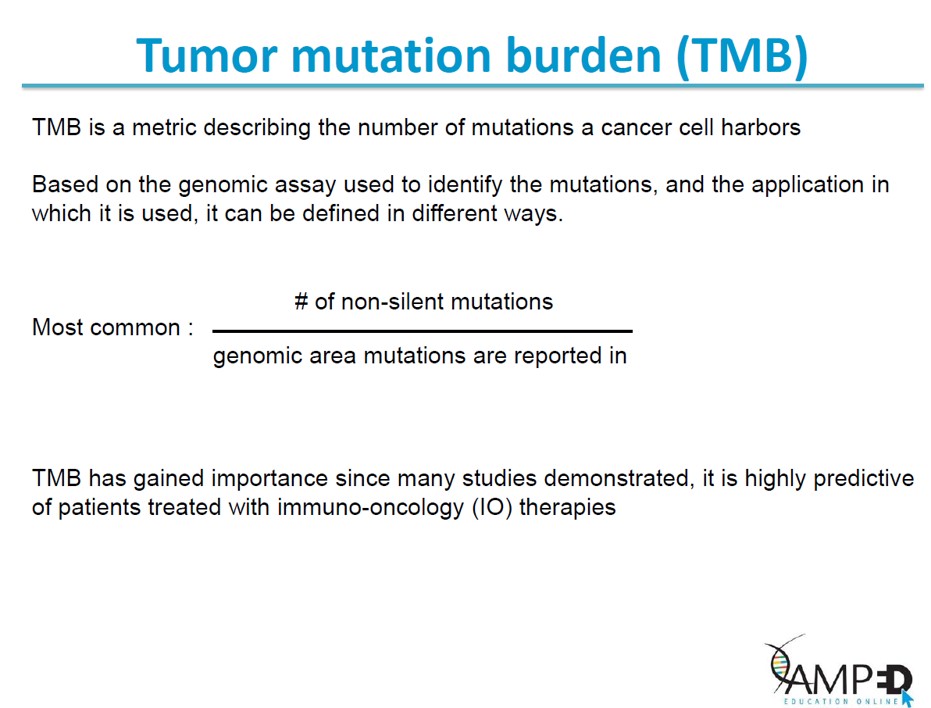 Tumor mutation burden (TMB)
TMB is a metric describing the number of mutations a cancer cell harbors
Based on the genomic assay used to identify the mutations, and the application in
which it is used, it can be defined in different ways.
# of non-silent mutations
Most common :
genomic area mutations are reported in
TMB has gained importance since many studies demonstrated, it is highly predictive
of patients treated with immuno-oncology (IO) therapies
AMPED
EDUCATION ONLINE